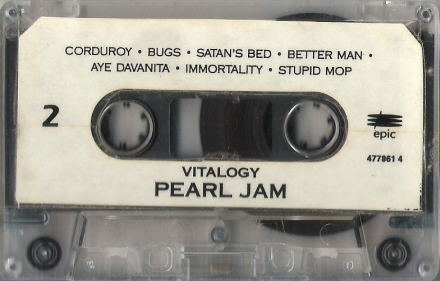 CORDUROY • BUGS • SATAN'S BED • BETTER MAN •
AYE DAVANITA • IMMORTALITY • STUPID MOP
2
epic
477861 4
VITALOGY
PEARL JAM